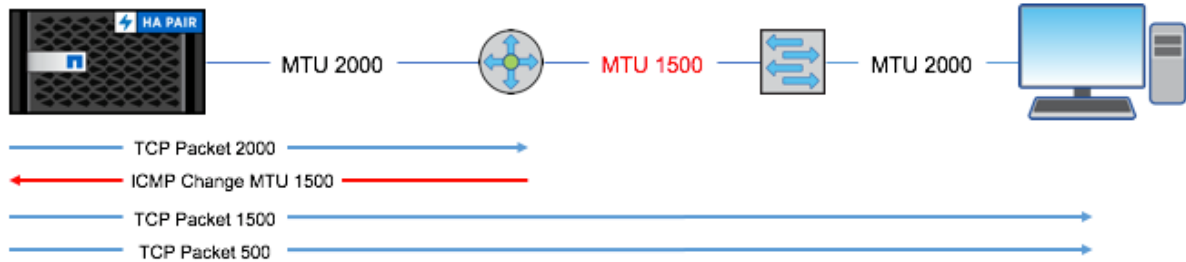 HA PAIR
MTU 2000
MTU 1500
MTU 2000
TCP Packet 2000
ICMP Change MTU 1500
TCP Packet 1500
TCP Packet 500